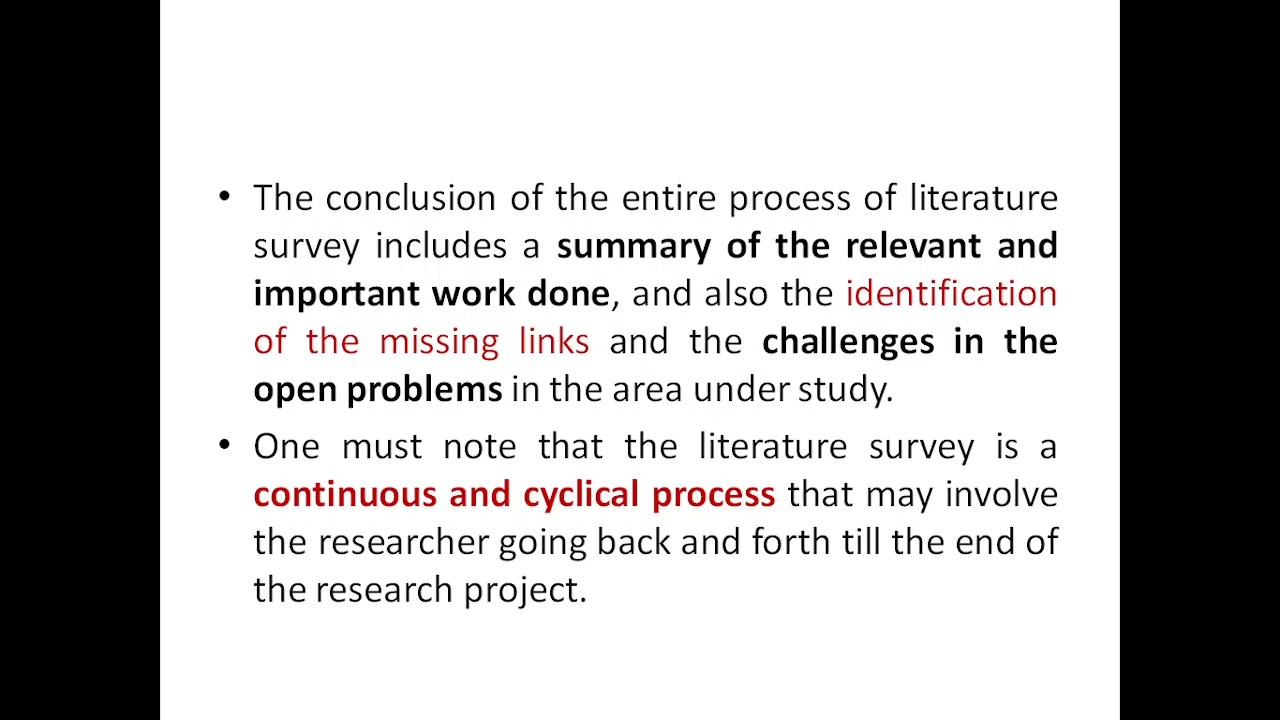 • The conclusion of the entire process of literature
survey includes a summary of the relevant and
important work done, and also the identification
of the missing links and the challenges in the
open problems in the area under study.
• One must note that the literature survey is a
continuous and cyclical process that may involve
the researcher going back and forth till the end of
the research project.